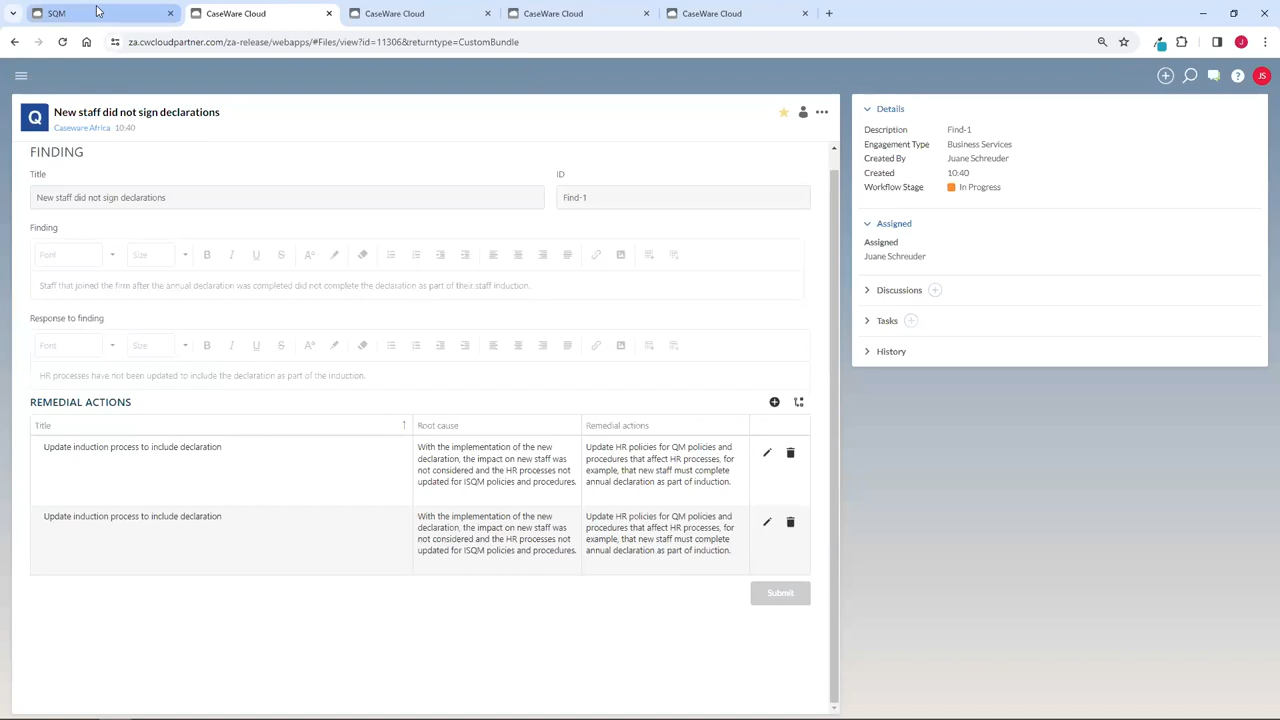 SQM
CaseWare Cloud
CaseWare Cloud
CaseWare Cloud
CaseWare Cloud
za.cwcloudpartner.com/za-release/webapps/#Files/view?id=11306&returntype=CustomBundle
J
JS
Q
New staff did not sign declarations
Caseware Africa 10:40
FINDING
Title
ID
New staff did not sign declarations
Find-1
Finding
Font
Size
B I U S
Staff that joined the firm after the annual declaration was completed did not complete the declaration as part of their staff induction.
Response to finding
Font
Size
B I U S
HR processes have not been updated to include the declaration as part of the induction.
REMEDIAL ACTIONS
Title
Root cause
Remedial actions
Update induction process to include declaration
With the implementation of the new
declaration, the impact on new staff was
not considered and the HR processes not
updated for ISQM policies and procedures.
Update HR policies for QM policies and
procedures that affect HR processes, for
example, that new staff must complete
annual declaration as part of induction.
Update induction process to include declaration
With the implementation of the new
declaration, the impact on new staff was
not considered and the HR processes not
updated for ISQM policies and procedures.
Update HR policies for QM policies and
procedures that affect HR processes, for
example, that new staff must complete
annual declaration as part of induction.
Submit
Details
Description Find-1
Engagement Type Business Services
Created By Juane Schreuder
Created 10:40
Workflow Stage In Progress
Assigned
Assigned
Juane Schreuder
Discussions
Tasks
History